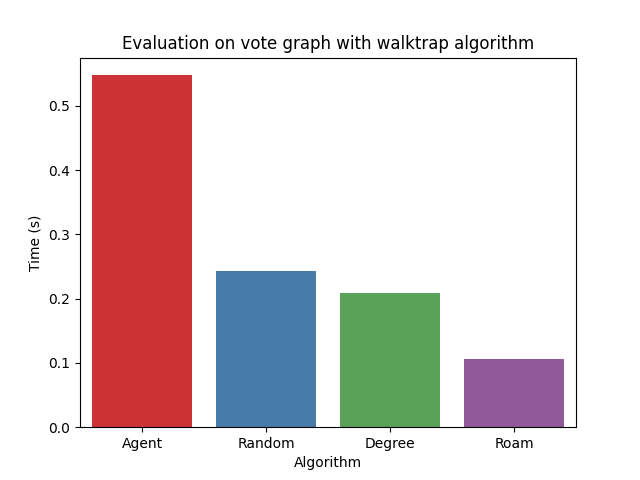 Evaluation on vote graph with walktrap algorithm
Time (s)
0.5
0.4
0.3
0.2
0.1
0.0
Agent Random Degree Roam
Algorithm